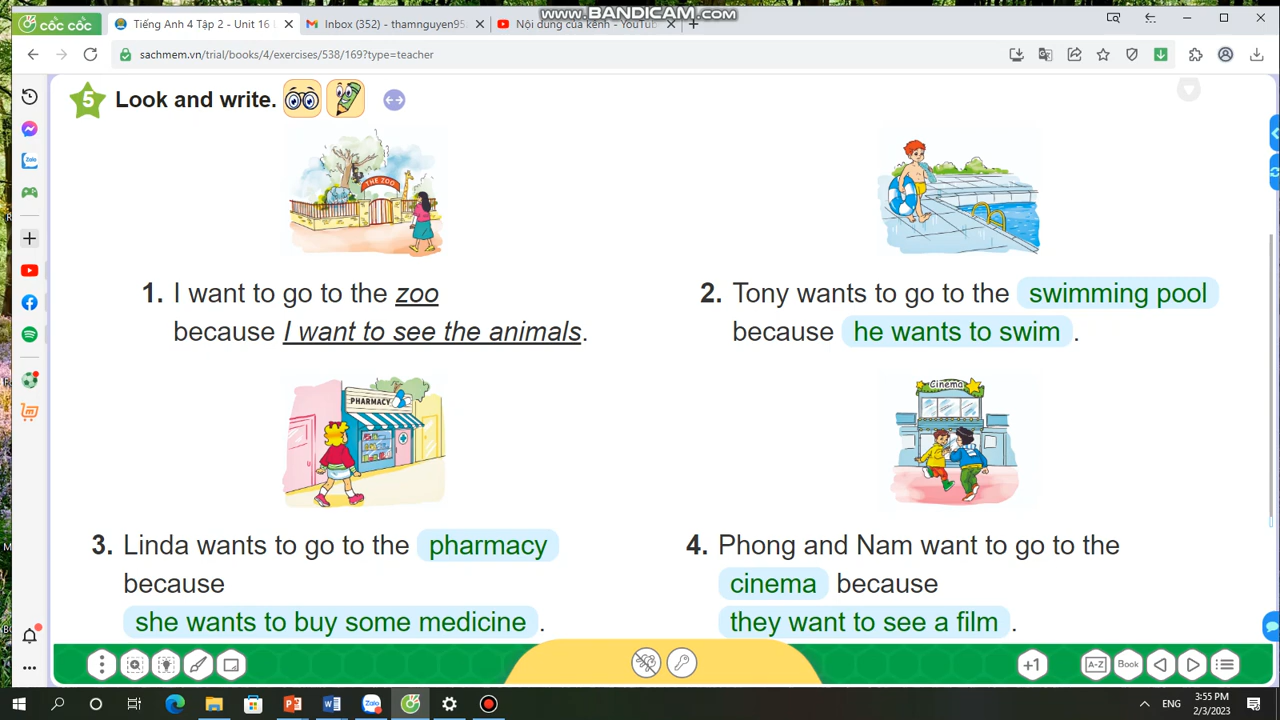 www.BANDICAM.com
CỐC CỐC
Tiếng Anh 4 Tập 2 - Unit 16 L
Inbox (352) - thamnguyen95
Nội dung của kênh - YouTub
sachmem.vn/trial/books/4/exercises/538/169?type=teacher
5 Look and write.
THE ZOO
1. I want to go to the zoo
because I want to see the animals.
2. Tony wants to go to the swimming pool
because he wants to swim .
PHARMACY
Cinema
3. Linda wants to go to the pharmacy
because
she wants to buy some medicine .
4. Phong and Nam want to go to the
cinema because
they want to see a film .
Zalo
+1
A-Z
Book
Zalo
ENG
3:55 PM
2/3/2023